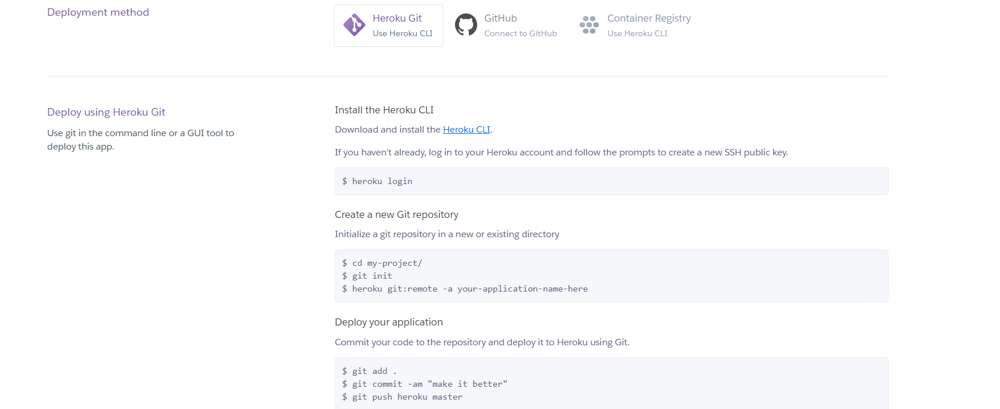 Deployment method
Heroku Git
Use Heroku CLI
GitHub
Connect to GitHub
Container Registry
Use Heroku CLI
Deploy using Heroku Git
Use git in the command line or a GUI tool to
deploy this app.
Install the Heroku CLI
Download and install the Heroku CLI.
If you haven't already, log in to your Heroku account and follow the prompts to create a new SSH public key.
$ heroku login
Create a new Git repository
Initialize a git repository in a new or existing directory
$ cd my-project/
$ git init
$ heroku git:remote -a your-application-name-here
Deploy your application
Commit your code to the repository and deploy it to Heroku using Git.
$ git add .
$ git commit -am "make it better"
$ git push heroku master